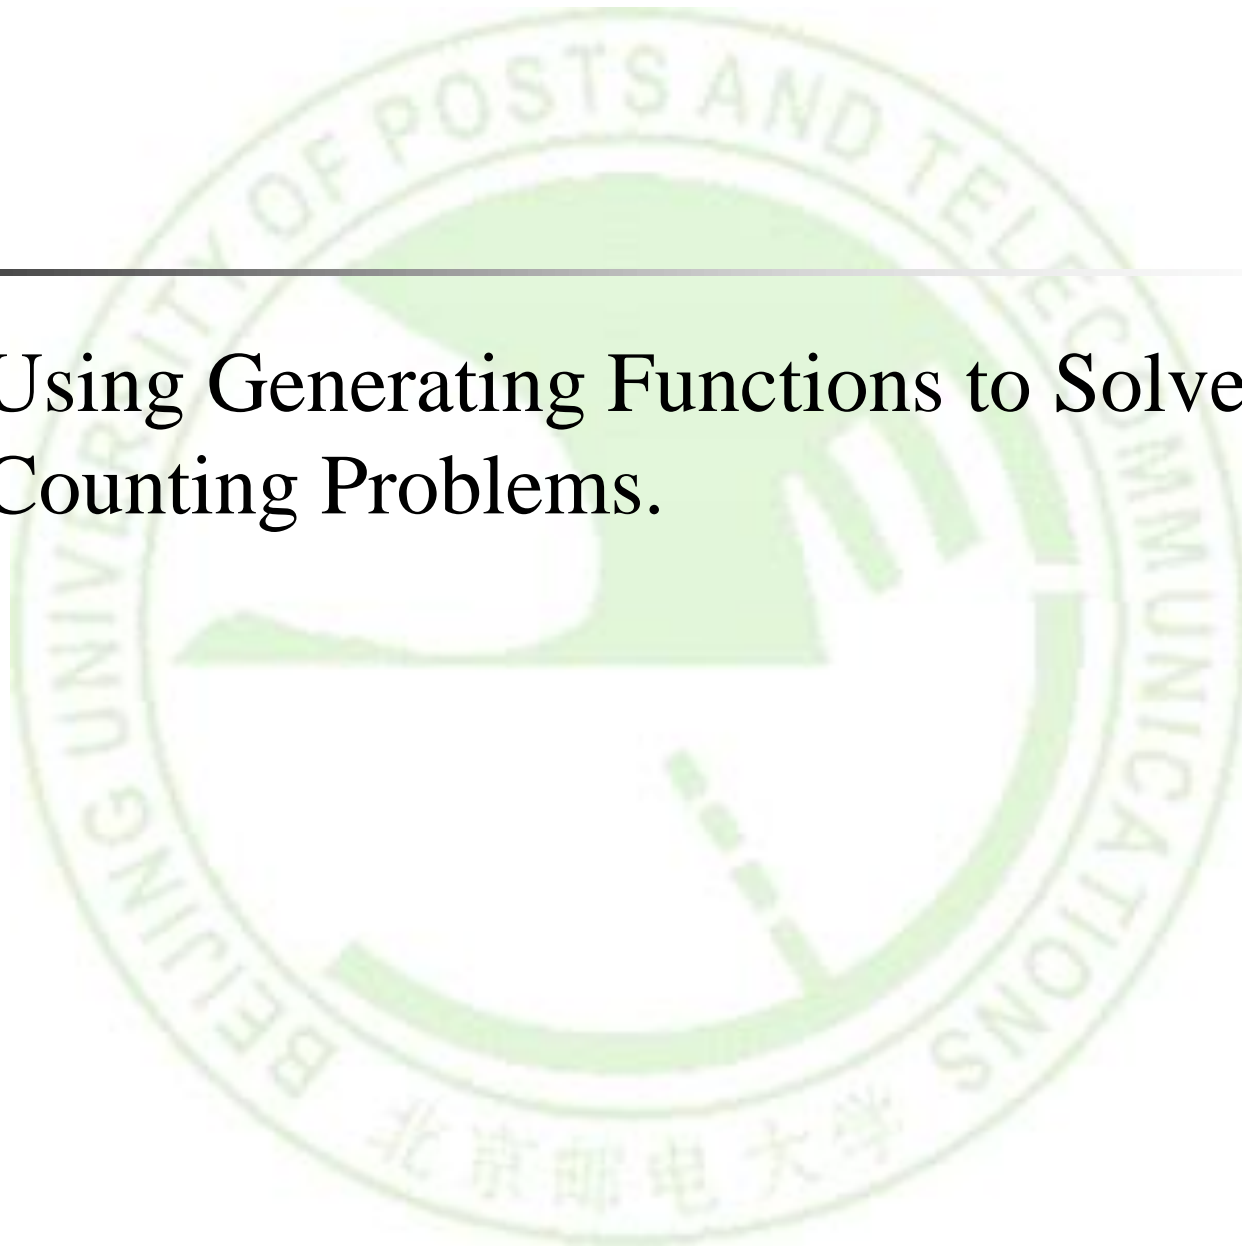 Using Generating Functions to Solve
Counting Problems.
BEIJING UNIVERSITY OF POSTS AND TELECOMMUNICATIONS
北京邮电大学